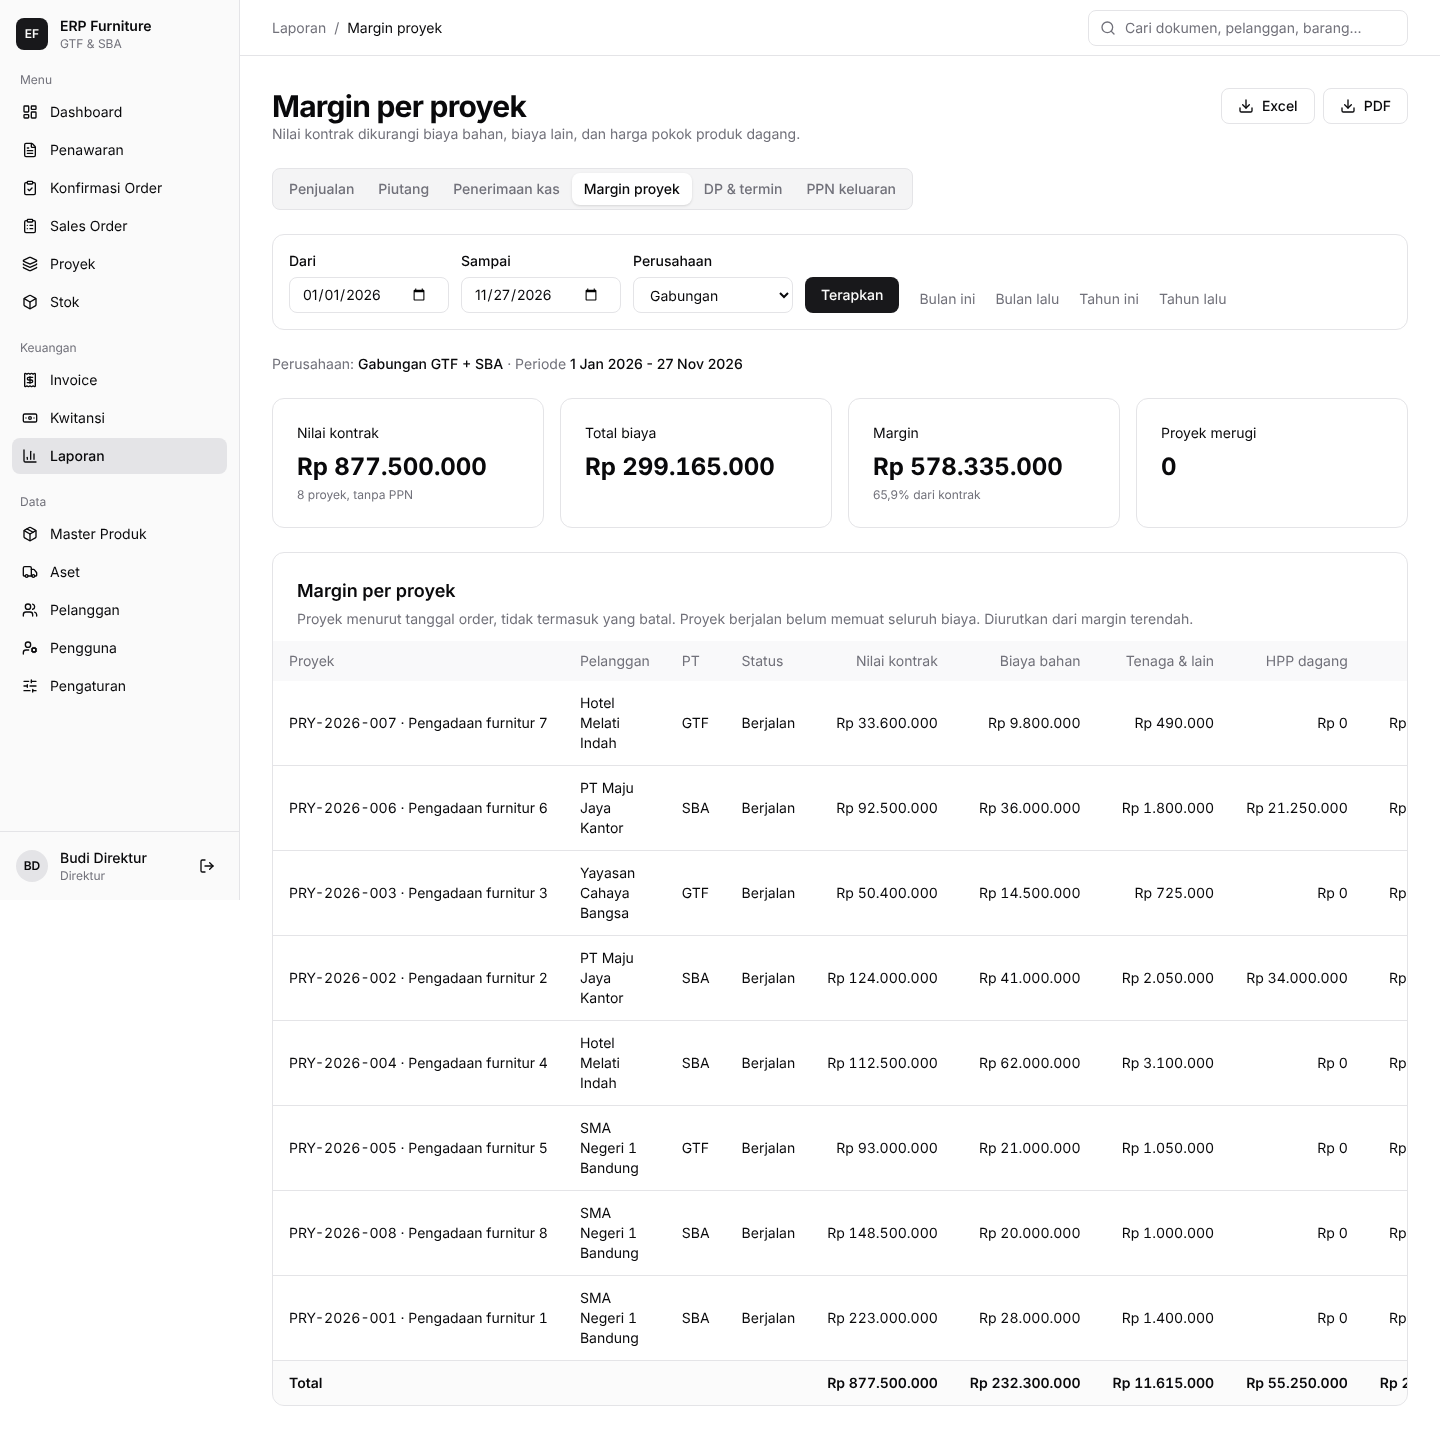 EF
ERP Furniture
GTF & SBA
Menu
Dashboard
Penawaran
Konfirmasi Order
Sales Order
Proyek
Stok
Keuangan
Invoice
Kwitansi
Laporan
Data
Master Produk
Aset
Pelanggan
Pengguna
Pengaturan
BD
Budi Direktur
Direktur
Laporan / Margin proyek
Cari dokumen, pelanggan, barang...
Margin per proyek
Nilai kontrak dikurangi biaya bahan, biaya lain, dan harga pokok produk dagang.
Excel PDF
Penjualan Piutang Penerimaan kas Margin proyek DP & termin PPN keluaran
Dari Sampai Perusahaan
01/01/2026 11/27/2026 Gabungan Terapkan Bulan ini Bulan lalu Tahun ini Tahun lalu
Perusahaan: Gabungan GTF + SBA · Periode 1 Jan 2026 - 27 Nov 2026
Nilai kontrak
Rp 877.500.000
8 proyek, tanpa PPN
Total biaya
Rp 299.165.000
Margin
Rp 578.335.000
65,9% dari kontrak
Proyek merugi
0
Margin per proyek
Proyek menurut tanggal order, tidak termasuk yang batal. Proyek berjalan belum memuat seluruh biaya. Diurutkan dari margin terendah.
Proyek Pelanggan PT Status Nilai kontrak Biaya bahan Tenaga & lain HPP dagang
PRY-2026-007 · Pengadaan furnitur 7 Hotel Melati Indah GTF Berjalan Rp 33.600.000 Rp 9.800.000 Rp 490.000 Rp 0 Rp
PRY-2026-006 · Pengadaan furnitur 6 PT Maju Jaya Kantor SBA Berjalan Rp 92.500.000 Rp 36.000.000 Rp 1.800.000 Rp 21.250.000 Rp
PRY-2026-003 · Pengadaan furnitur 3 Yayasan Cahaya Bangsa GTF Berjalan Rp 50.400.000 Rp 14.500.000 Rp 725.000 Rp 0 Rp
PRY-2026-002 · Pengadaan furnitur 2 PT Maju Jaya Kantor SBA Berjalan Rp 124.000.000 Rp 41.000.000 Rp 2.050.000 Rp 34.000.000 Rp
PRY-2026-004 · Pengadaan furnitur 4 Hotel Melati Indah SBA Berjalan Rp 112.500.000 Rp 62.000.000 Rp 3.100.000 Rp 0 Rp
PRY-2026-005 · Pengadaan furnitur 5 SMA Negeri 1 Bandung GTF Berjalan Rp 93.000.000 Rp 21.000.000 Rp 1.050.000 Rp 0 Rp
PRY-2026-008 · Pengadaan furnitur 8 SMA Negeri 1 Bandung SBA Berjalan Rp 148.500.000 Rp 20.000.000 Rp 1.000.000 Rp 0 Rp
PRY-2026-001 · Pengadaan furnitur 1 SMA Negeri 1 Bandung SBA Berjalan Rp 223.000.000 Rp 28.000.000 Rp 1.400.000 Rp 0 Rp
Total Rp 877.500.000 Rp 232.300.000 Rp 11.615.000 Rp 55.250.000 Rp